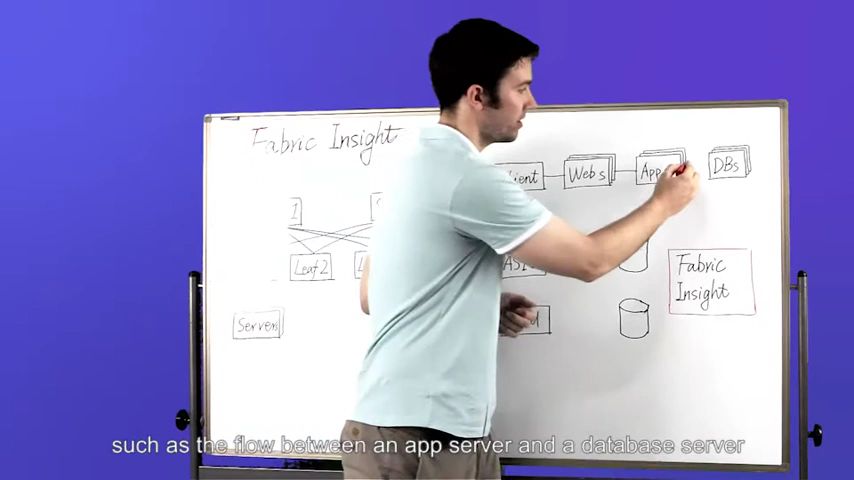 Fabric Insight
Web s
App
DBs
Leaf2
Servers
Fabric
Insight
such as the flow between an app server and a database server